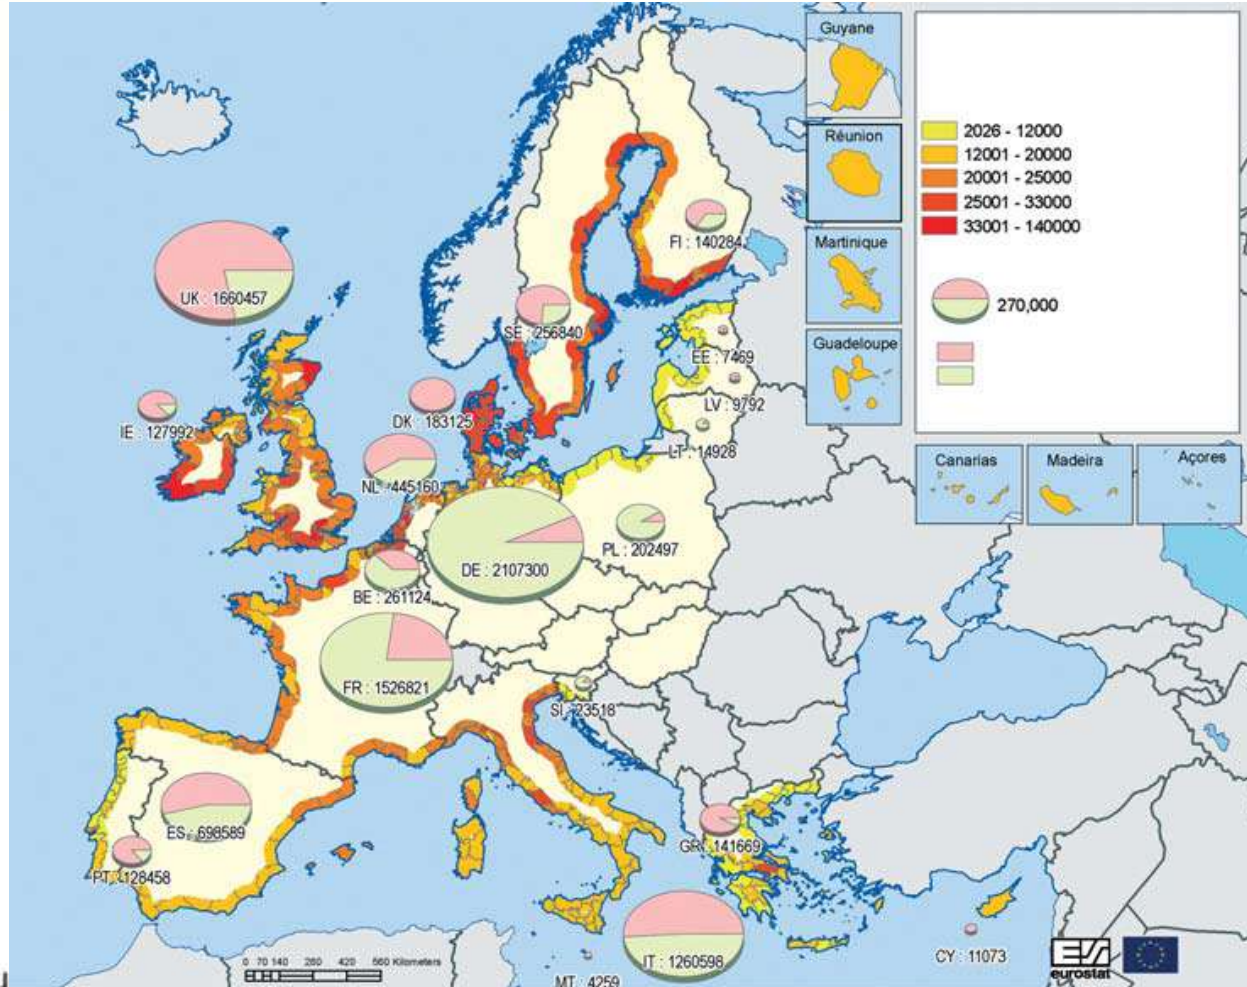 Guyane
Réunion
Martinique
Guadeloupe
2026 - 12000
12001 - 20000
20001 - 25000
25001 - 33000
33001 - 140000
270,000
Canarias
Madeira
Açores
FI : 140284
UK : 1660457
SE : 256840
EE : 7469
LV : 9792
DK : 183125
IE : 127992
LT : 14928
NL : 445160
PL : 202497
DE : 2107300
BE : 261124
FR : 1526821
SI : 23518
ES : 698589
GR : 141669
PT : 128458
IT : 1260598
CY : 11073
MT : 4259
0 70 140 280 420 560 Kilometers
eurostat